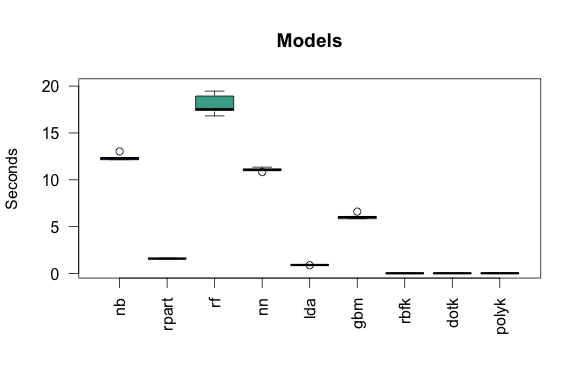 Models
Seconds
20
15
10
5
0
nb
rpart
rf
nn
lda
gbm
rbfk
dotk
polyk